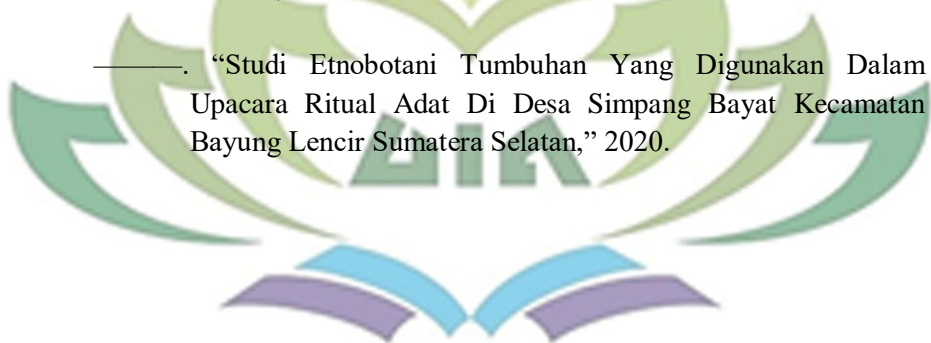 ———. “Studi Etnobotani Tumbuhan Yang Digunakan Dalam
Upacara Ritual Adat Di Desa Simpang Bayat Kecamatan
Bayung Lencir Sumatera Selatan,” 2020.